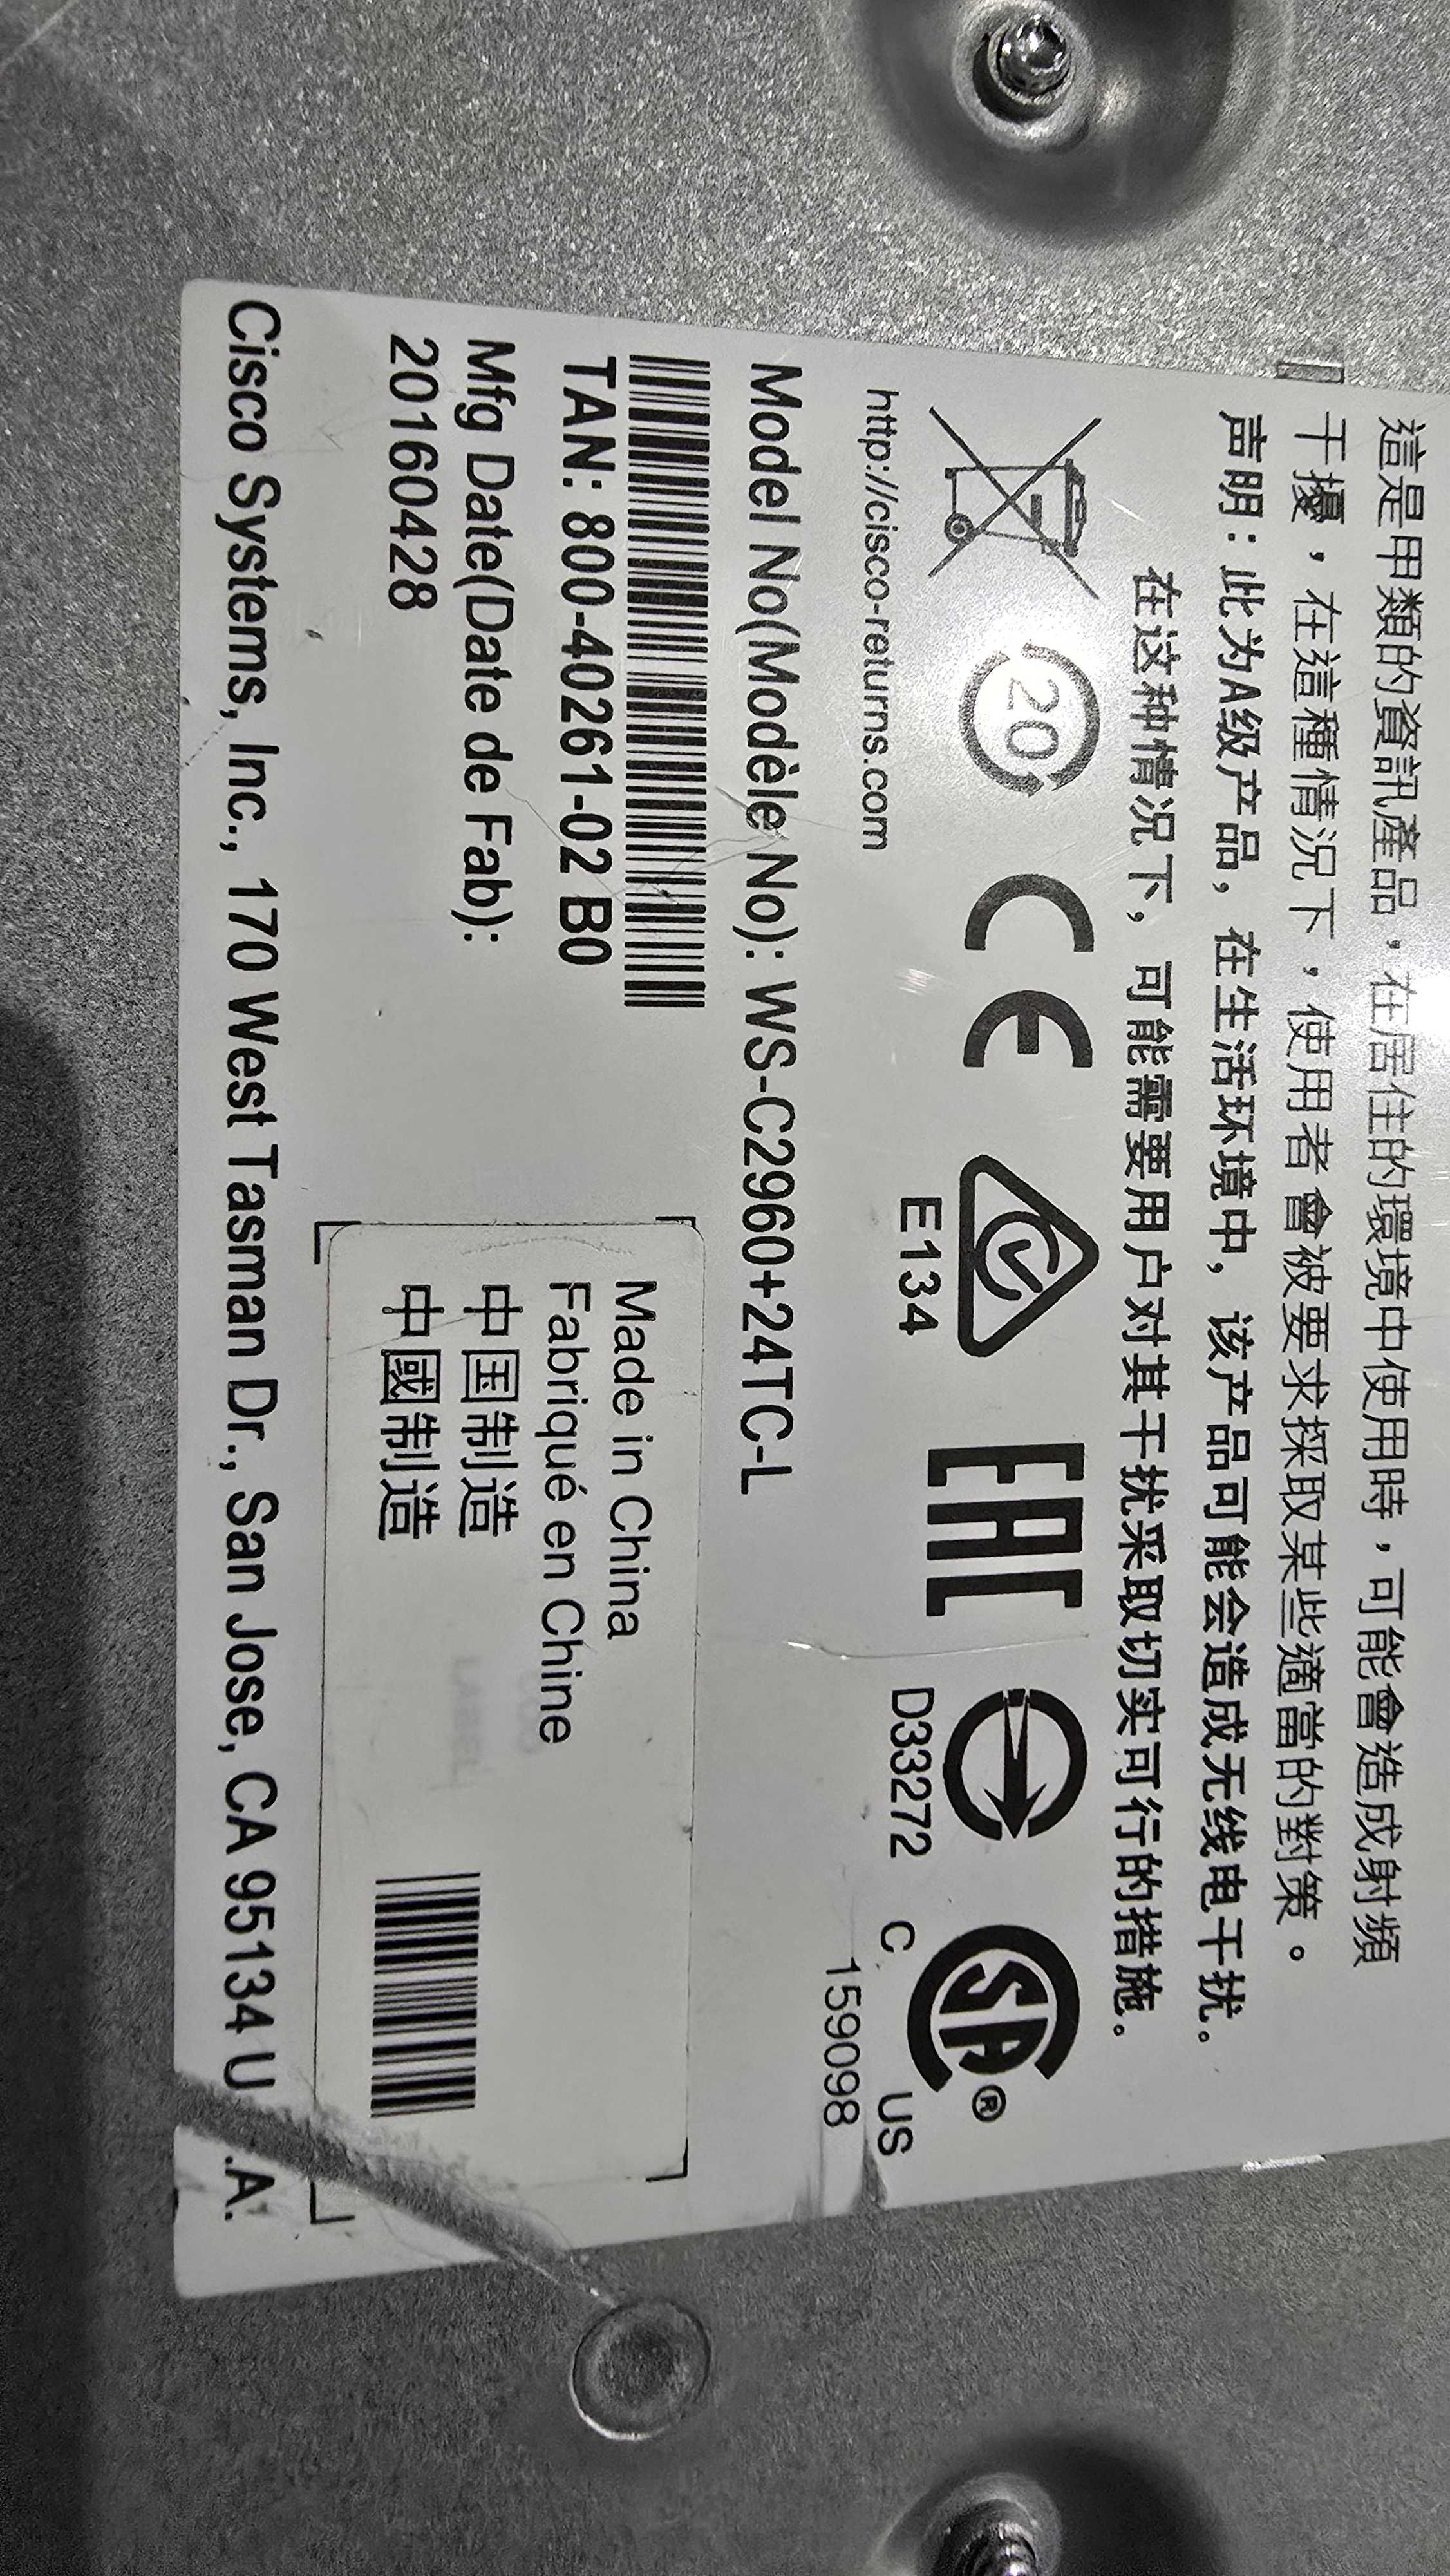 這是甲類的資訊產品，在居住的環境中使用時，可能會造成射頻
干擾，在這種情況下，使用者會被要求採取某些適當的對策。
声明：此为A级产品，在生活环境中，该产品可能会造成无线电干扰。
在这种情况下，可能需要用户对其干扰采取切实可行的措施。
20
CE
EAC
SA®
C US
E134
D33272
159098
http://cisco-returns.com
Model No(Modèle No): WS-C2960+24TC-L
TAN: 800-40261-02 B0
Mfg Date(Date de Fab):
20160428
Made in China
Fabriqué en Chine
中国制造
中國制造
Cisco Systems, Inc., 170 West Tasman Dr., San Jose, CA 95134 U .A.